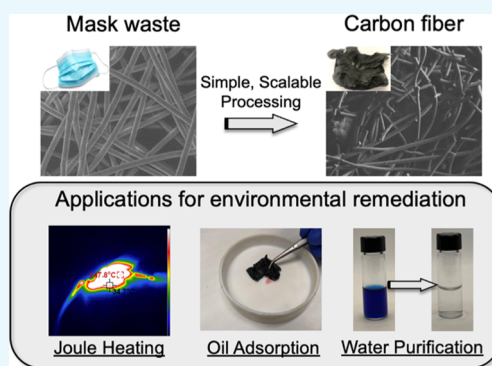 Mask waste
Carbon fiber
Simple, Scalable
Processing
Applications for environmental remediation
Joule Heating
Oil Adsorption
Water Purification